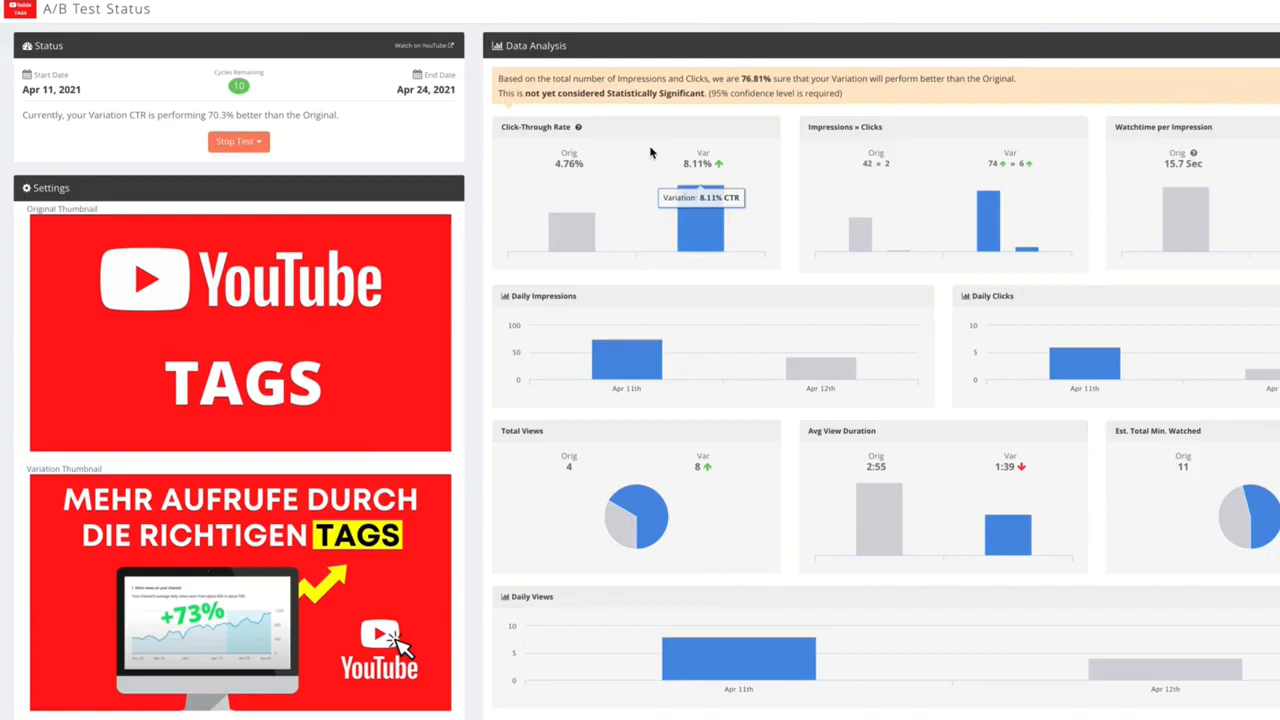 YouTube
TAGS
A/B Test Status
Status
Watch on YouTube
Start Date
Cycles Remaining
End Date
Apr 11, 2021
10
Apr 24, 2021
Currently, your Variation CTR is performing 70.3% better than the Original.
Stop Test
Settings
Original Thumbnail
YouTube
TAGS
Variation Thumbnail
MEHR AUFRUFE DURCH
DIE RICHTIGEN TAGS
+73%
YouTube
Data Analysis
Based on the total number of Impressions and Clicks, we are 76.81% sure that your Variation will perform better than the Original.
This is not yet considered Statistically Significant. (95% confidence level is required)
Click-Through Rate
Orig
Var
4.76%
8.11%
Variation: 8.11% CTR
Impressions » Clicks
Orig
Var
42 » 2
74 » 6
Watchtime per Impression
Orig
15.7 Sec
Daily Impressions
100
50
0
Apr 11th
Apr 12th
Daily Clicks
10
5
0
Apr 11th
Apr
Total Views
Orig
Var
4
8
Avg View Duration
Orig
Var
2:55
1:39
Est. Total Min. Watched
Orig
11
Daily Views
10
5
0
Apr 11th
Apr 12th